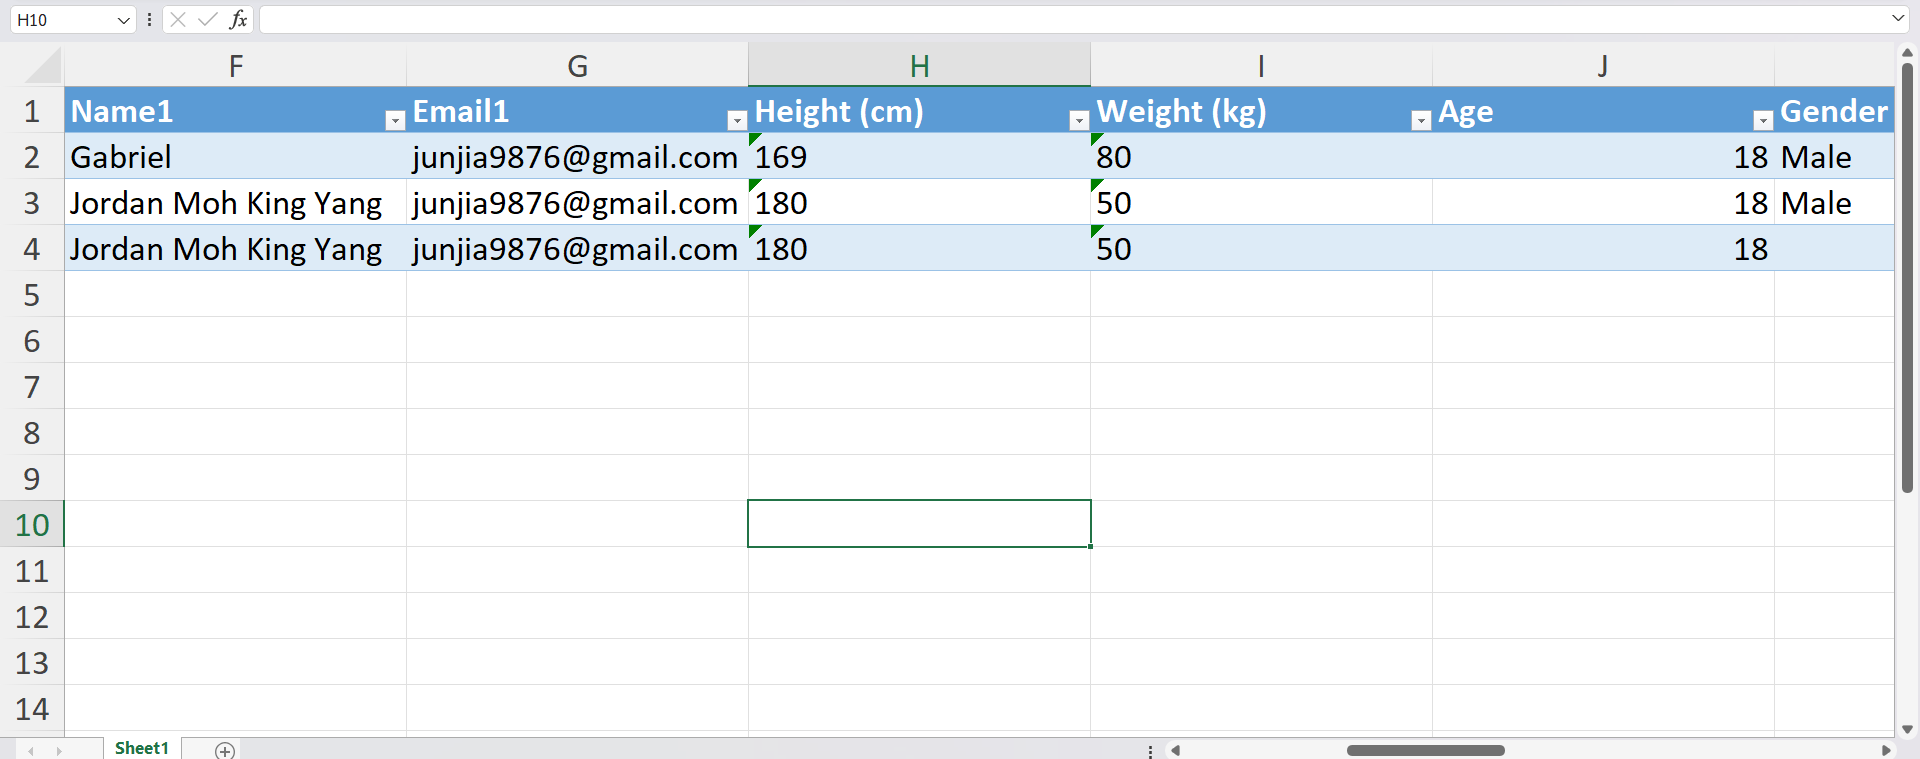 H10 fx
F G H I J
1 Name1 Email1 Height (cm) Weight (kg) Age Gender
2 Gabriel junjia9876@gmail.com 169 80 18 Male
3 Jordan Moh King Yang junjia9876@gmail.com 180 50 18 Male
4 Jordan Moh King Yang junjia9876@gmail.com 180 50 18
5
6
7
8
9
10
11
12
13
14
Sheet1